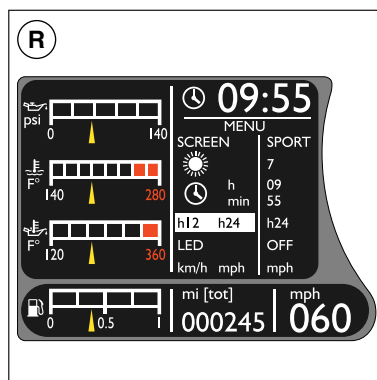 R
09:55
MENU
SCREEN SPORT
7
h 09
min 55
h12 h24 h24
LED OFF
km/h mph mph
psi
0 140
F°
140 280
F°
120 360
0 0.5 1
mi [tot]
000245
mph
060